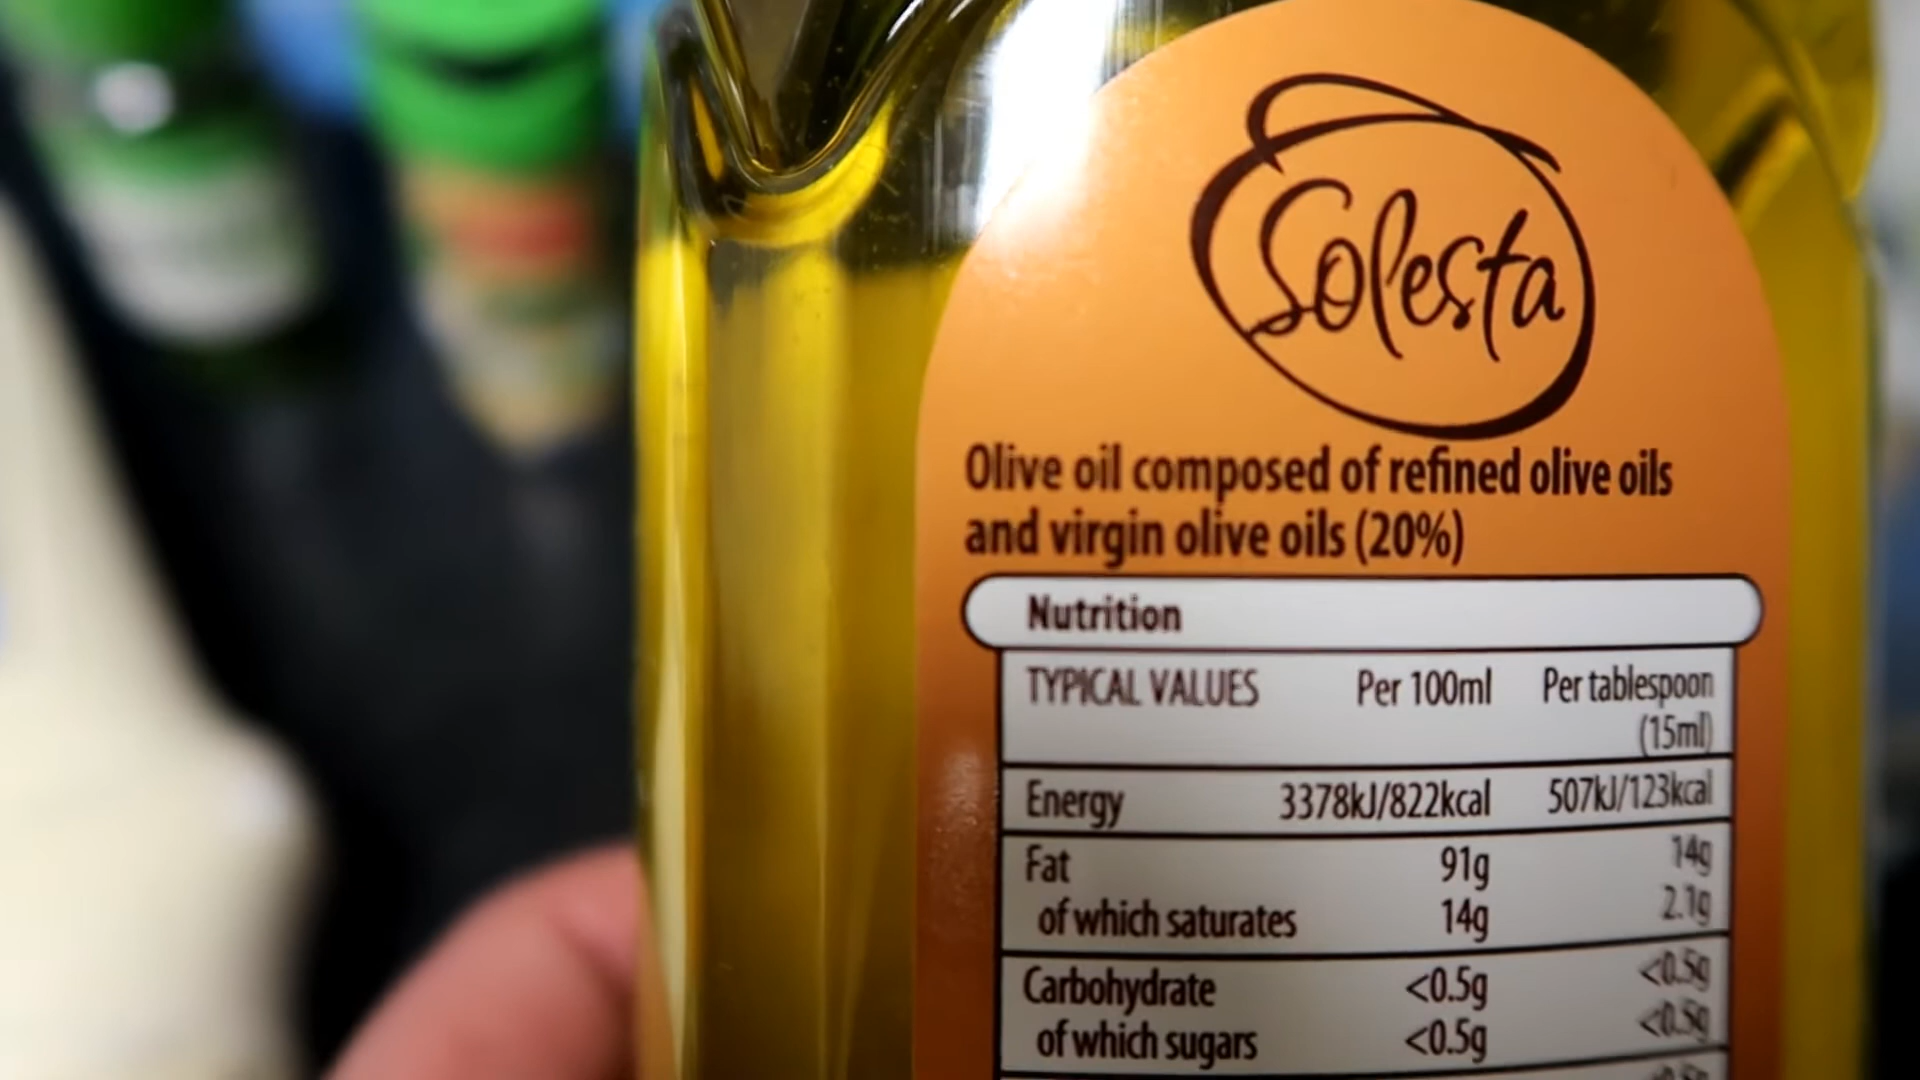 Solesta
Olive oil composed of refined olive oils
and virgin olive oils (20%)
Nutrition
TYPICAL VALUES Per 100ml Per tablespoon
(15ml)
Energy 3378kJ/822kcal 507kJ/123kcal
Fat 91g 14g
of which saturates 14g 2.1g
Carbohydrate <0.5g <0.5g
of which sugars <0.5g <0.5g